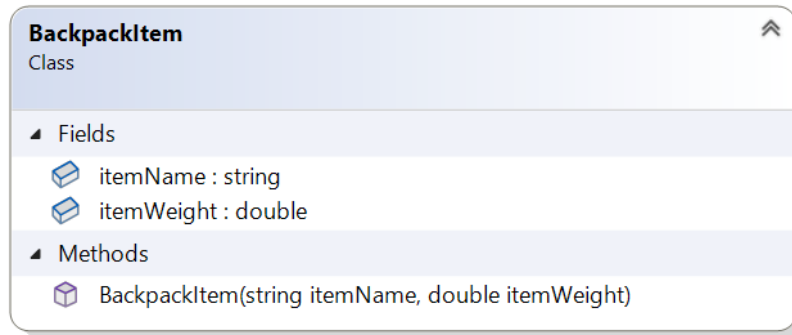 BackpackItem
Class
Fields
itemName : string
itemWeight : double
Methods
BackpackItem(string itemName, double itemWeight)